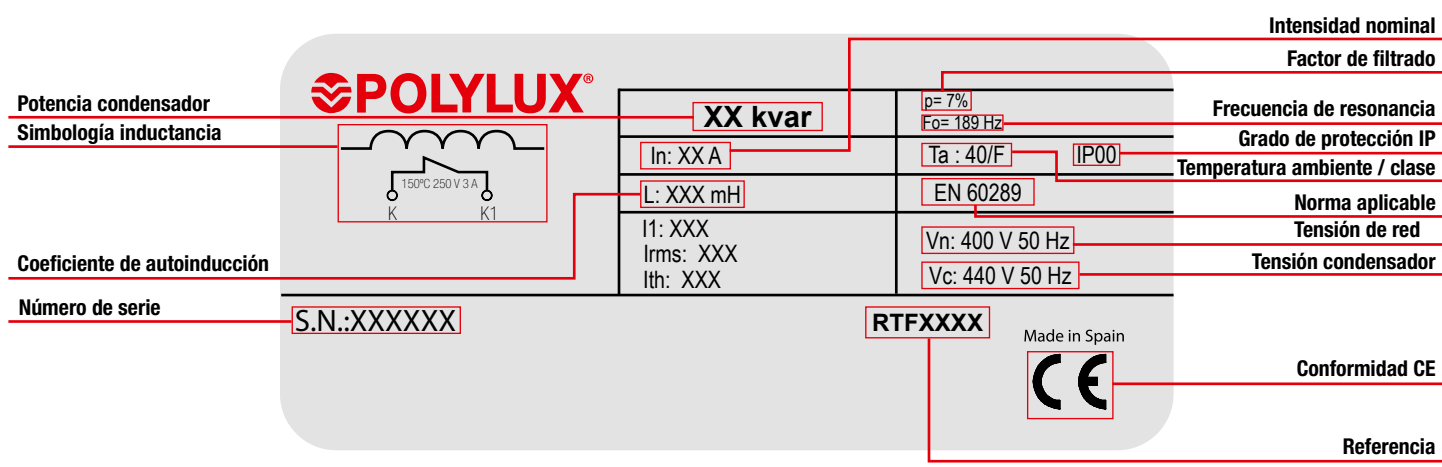 Potencia condensador
Simbología inductancia
Coeficiente de autoinducción
Número de serie
POLYLUX®
150ºC 250 V 3 A
K K1
XX kvar
In: XX A
L: XXX mH
I1: XXX
Irms: XXX
Ith: XXX
p= 7%
Fo= 189 Hz
Ta : 40/F IP00
EN 60289
Vn: 400 V 50 Hz
Vc: 440 V 50 Hz
S.N.:XXXXXX
RTFXXXX
Made in Spain
CE
Intensidad nominal
Factor de filtrado
Frecuencia de resonancia
Grado de protección IP
Temperatura ambiente / clase
Norma aplicable
Tensión de red
Tensión condensador
Conformidad CE
Referencia